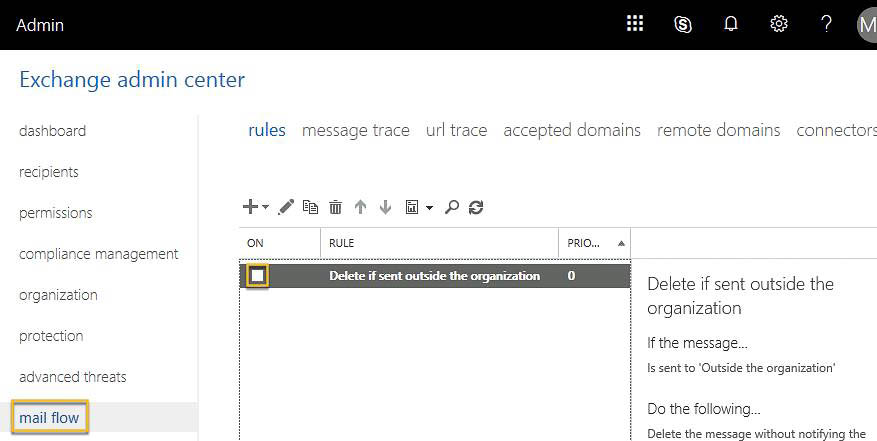 Admin
?
M
Exchange admin center
dashboard
recipients
permissions
compliance management
organization
protection
advanced threats
mail flow
rules message trace url trace accepted domains remote domains connectors
ON RULE PRIO...
Delete if sent outside the organization 0
Delete if sent outside the
organization
If the message...
Is sent to 'Outside the organization'
Do the following...
Delete the message without notifying the